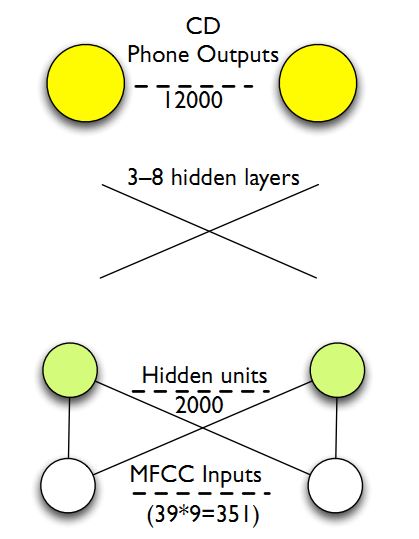 CD
Phone Outputs
12000
3–8 hidden layers
Hidden units
2000
MFCC Inputs
(39*9=351)